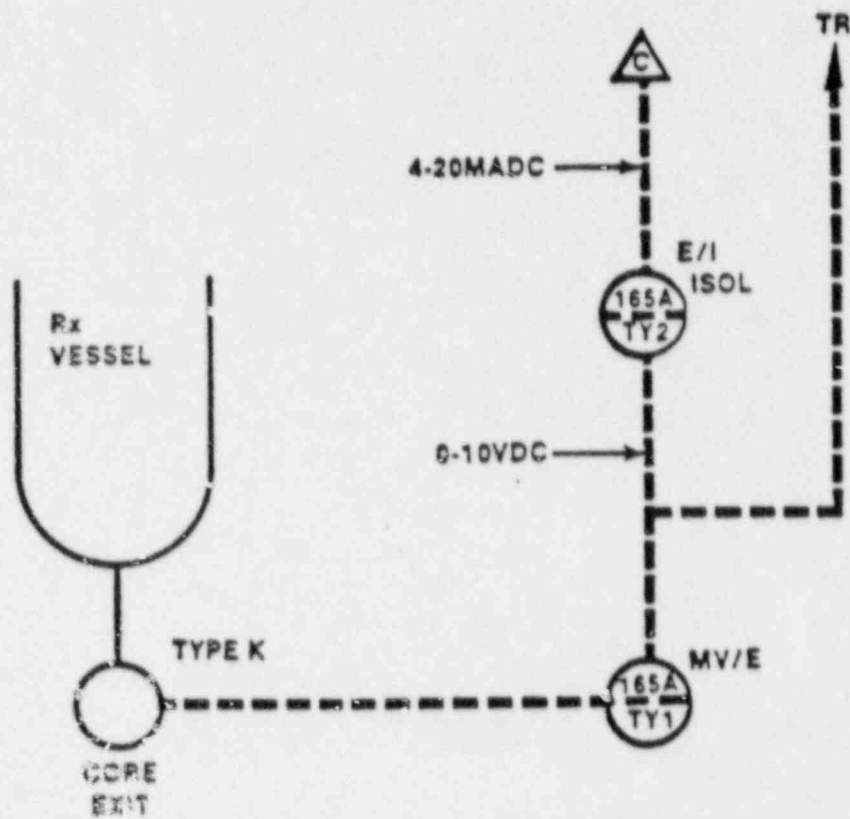 TR
C
4-20MADC
E/I
ISOL
165A
TY2
Rx
VESSEL
0-10VDC
TYPE K
MV/E
165A
TY1
CORE
EXIT